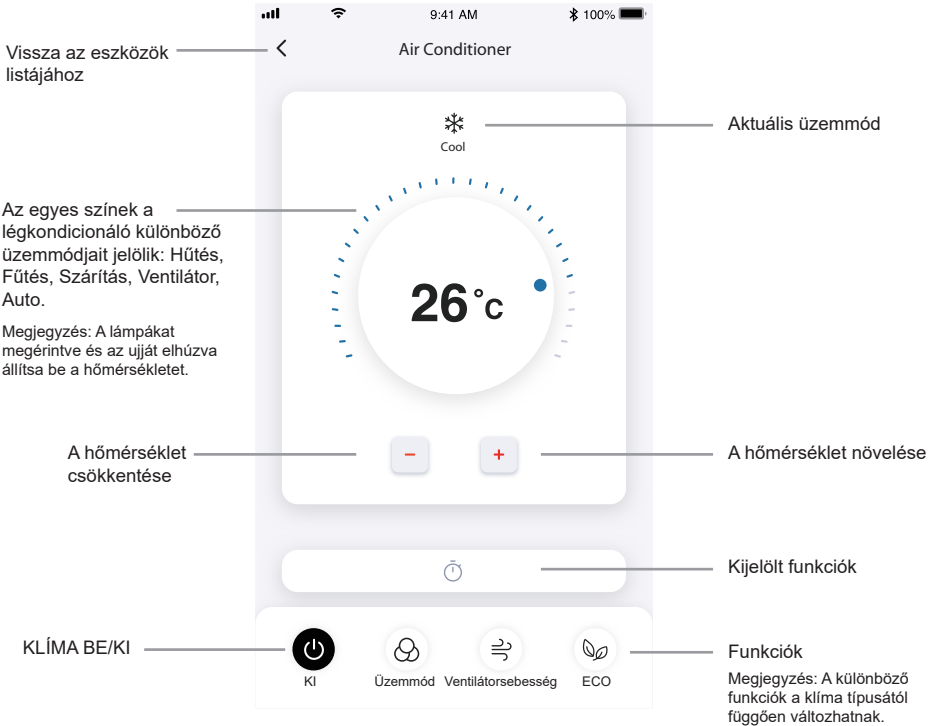 9:41 AM
100%
Air Conditioner
Vissza az eszközök
listájához
Cool
Aktuális üzemmód
Az egyes színek a
légkondicionáló különböző
üzemmódjait jelölik: Hűtés,
Fűtés, Szárítás, Ventilátor,
Auto.
Megjegyzés: A lámpákat
megérintve és az ujját elhúzva
állítsa be a hőmérsékletet.
26°C
A hőmérséklet
csökkentése
−
+
A hőmérséklet növelése
Kijelölt funkciók
KLÍMA BE/KI
KI
Üzemmód
Ventilátorsebesség
ECO
Funkciók
Megjegyzés: A különböző
funkciók a klíma típusától
függően változhatnak.